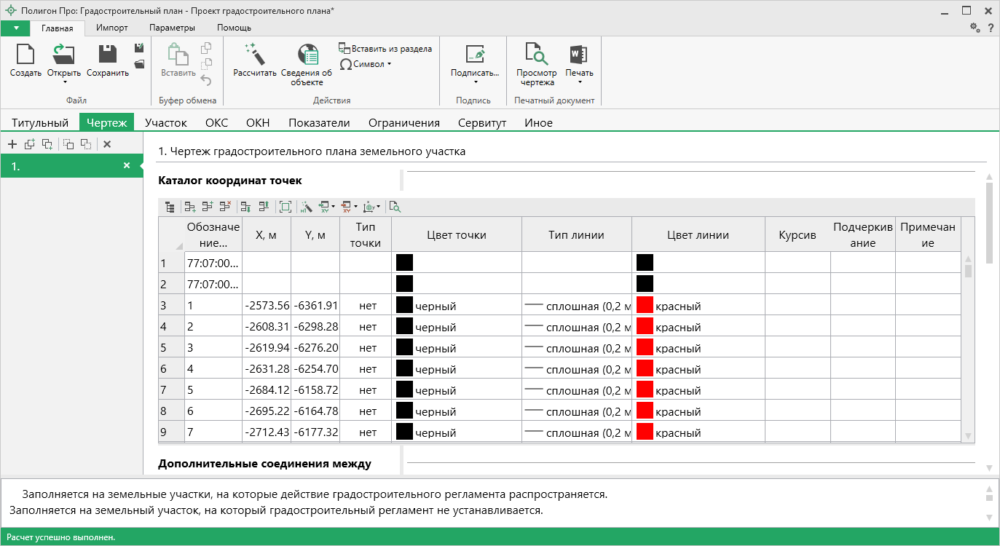 Полигон Про: Градостроительный план - Проект градостроительного плана*
Главная Импорт Параметры Помощь
?
Создать Открыть Сохранить
Вставить
Рассчитать Сведения об объекте
Вставить из раздела
Символ
Подписать...
Просмотр чертежа Печать
Файл Буфер обмена Действия Подпись Печатный документ
Титульный Чертеж Участок ОКС ОКН Показатели Ограничения Сервитут Иное
1.
1. Чертеж градостроительного плана земельного участка
Каталог координат точек
Обозначе
ние... X, м Y, м Тип
точки Цвет точки Тип линии Цвет линии Курсив Подчеркив
ание Примечан
ие
1 77:07:00...
2 77:07:00...
3 1 -2573.56 -6361.91 нет черный сплошная (0,2 м красный
4 2 -2608.31 -6298.28 нет черный сплошная (0,2 м красный
5 3 -2619.94 -6276.20 нет черный сплошная (0,2 м красный
6 4 -2631.28 -6254.70 нет черный сплошная (0,2 м красный
7 5 -2684.12 -6158.72 нет черный сплошная (0,2 м красный
8 6 -2695.22 -6164.78 нет черный сплошная (0,2 м красный
9 7 -2712.43 -6177.32 нет черный сплошная (0,2 м красный
Дополнительные соединения между
Заполняется на земельные участки, на которые действие градостроительного регламента распространяется.
Заполняется на земельный участок, на который градостроительный регламент не устанавливается.
Расчет успешно выполнен.